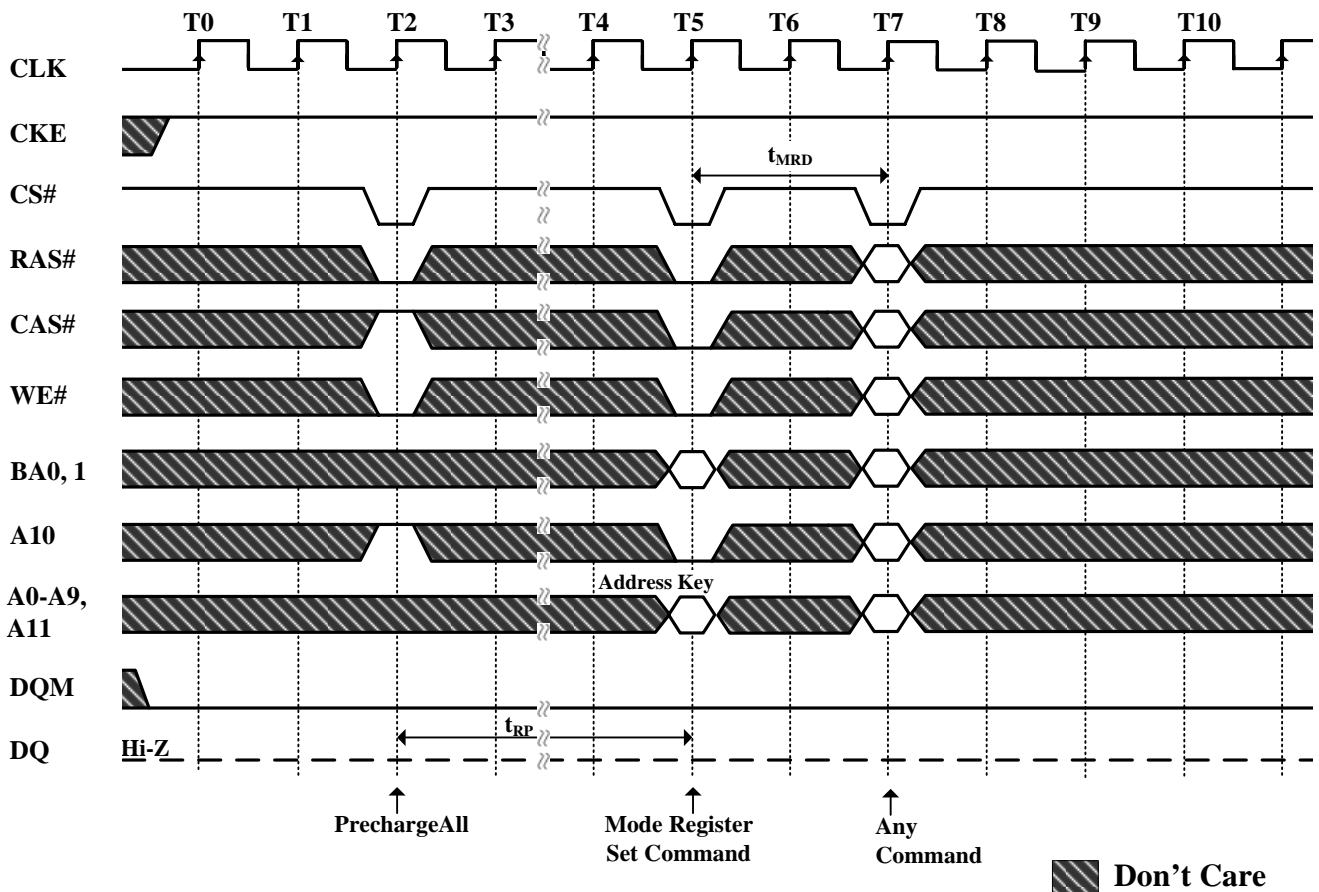 T0 T1 T2 T3 T4 T5 T6 T7 T8 T9 T10
CLK
CKE
tMRD
CS#
RAS#
CAS#
WE#
BA0, 1
A10
Address Key
A0-A9,
A11
DQM
tRP
DQ
Hi-Z
PrechargeAll
Mode Register
Set Command
Any
Command
Don't Care